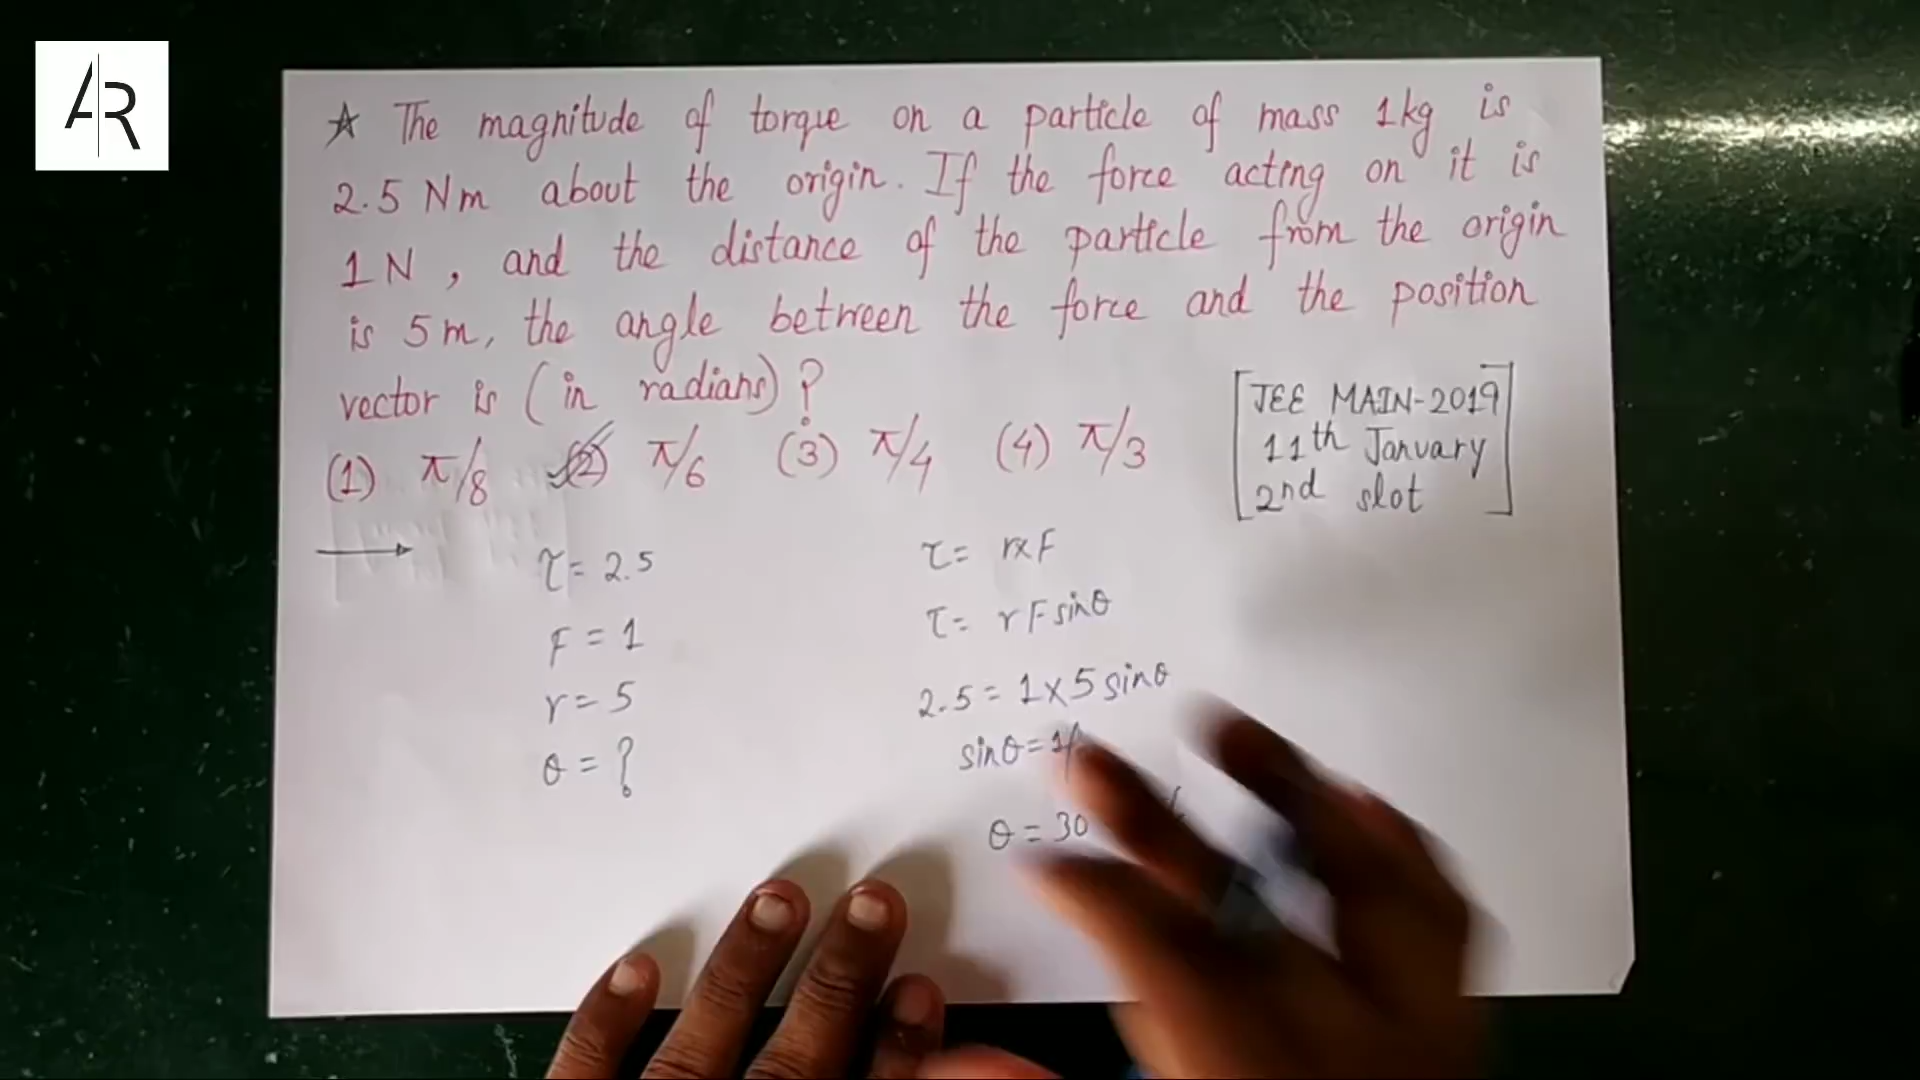 AR
☆ The magnitude of torque on a particle of mass 1kg is
2.5 Nm about the origin. If the force acting on it is
1N, and the distance of the particle from the origin
is 5m, the angle between the force and the position
vector is (in radians)?
(1) π/8 (2) π/6 (3) π/4 (4) π/3
[JEE MAIN-2019
11th January
2nd slot]
τ = 2.5
F = 1
r = 5
θ = ?
τ = r×F
τ = rF sinθ
2.5 = 1×5 sinθ
sinθ = 1/
θ = 30